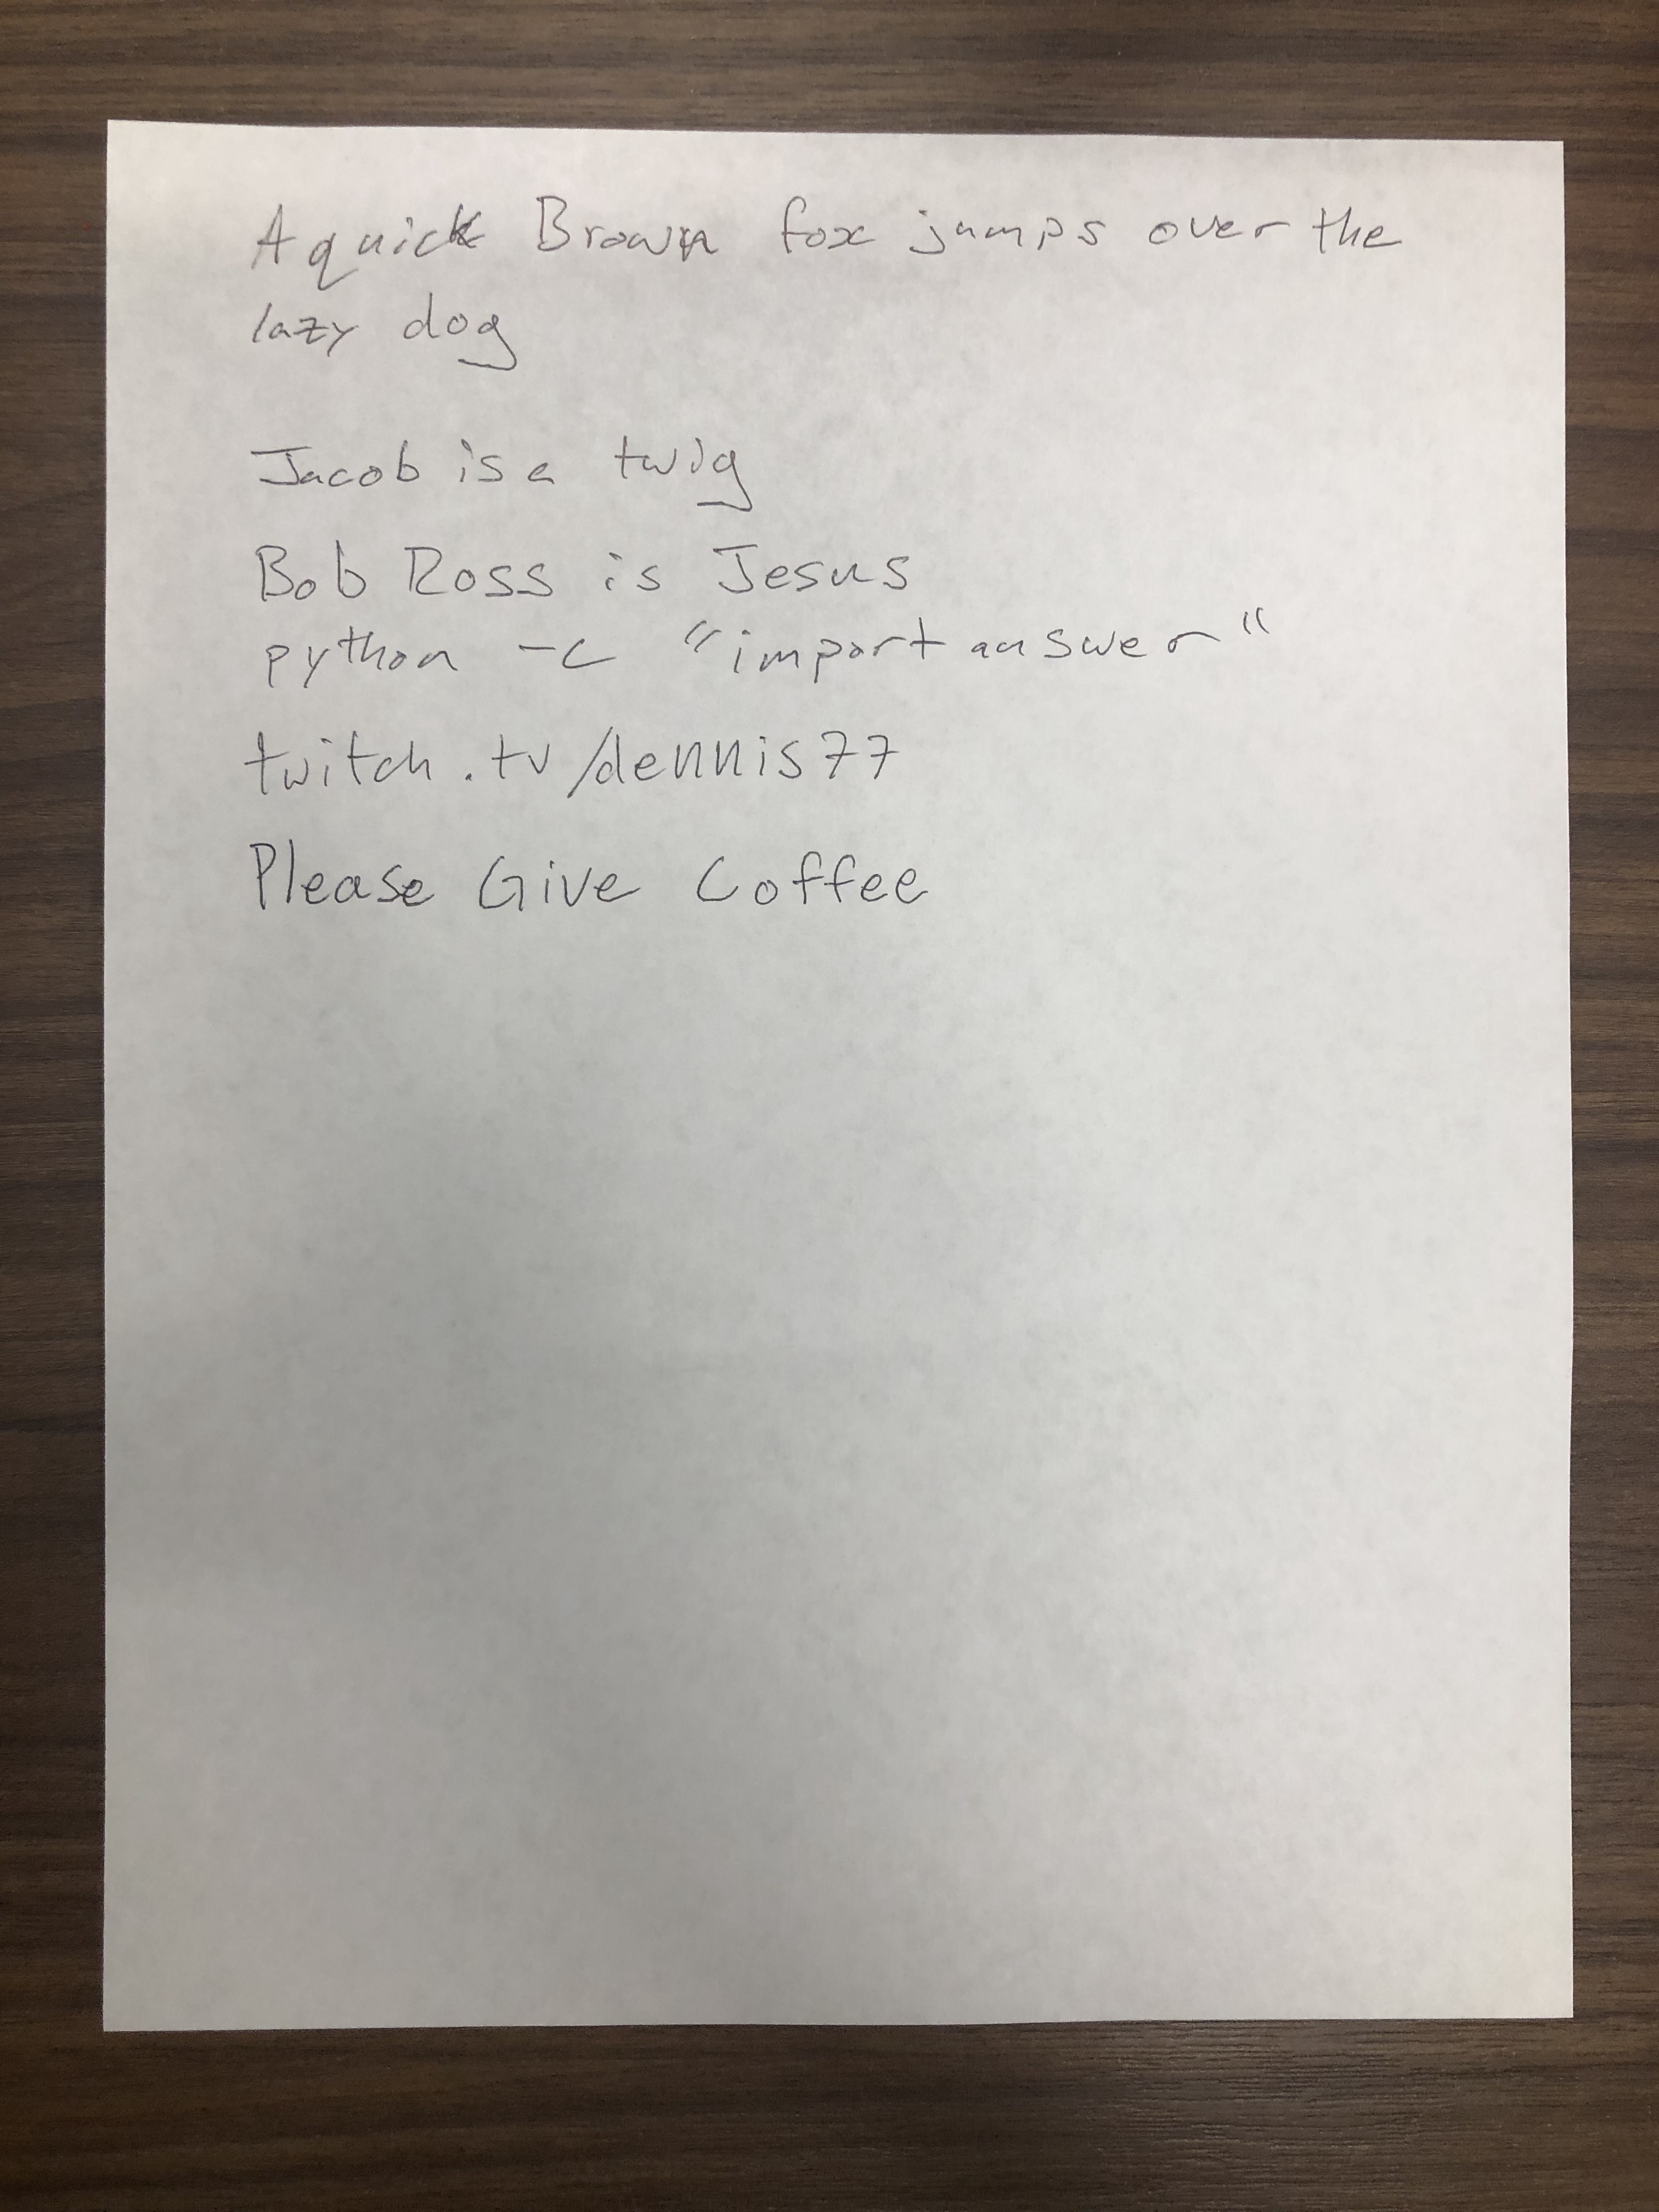 A quick Brown fox jumps over the
lazy dog
Jacob is a twig
Bob Ross is Jesus
python -c "import answer"
twitch.tv/dennis77
Please Give Coffee